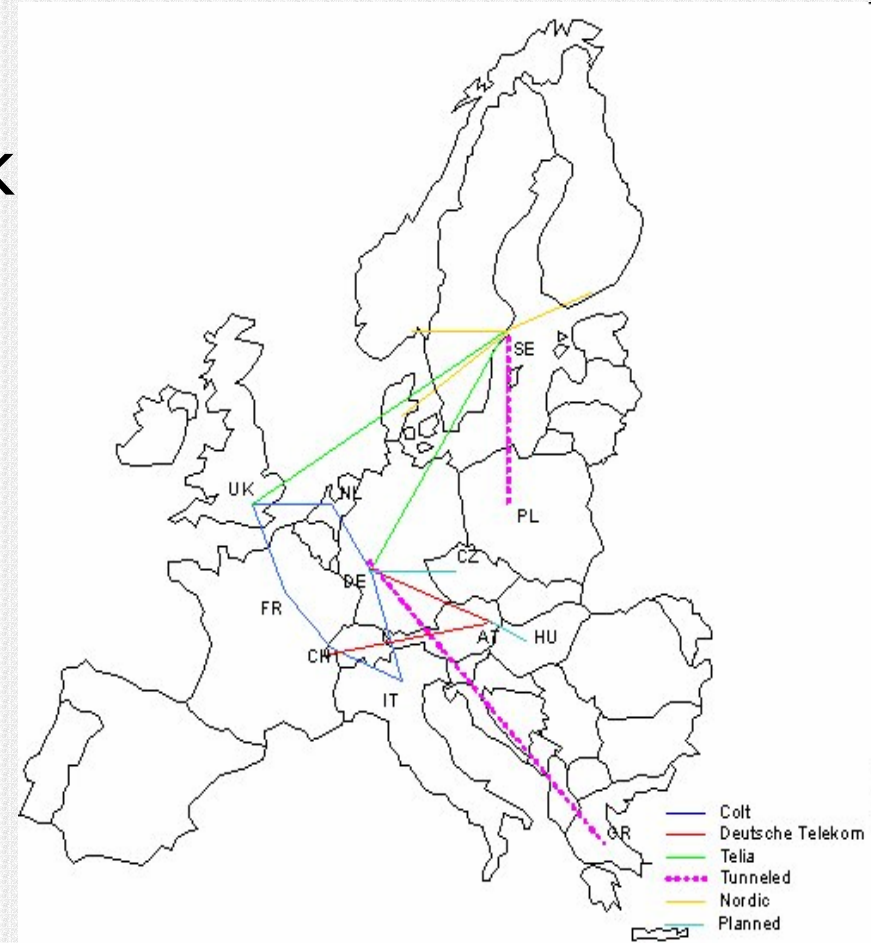 k
SE
UK
NL
PL
CZ
DE
FR
AT
HU
CH
IT
GR
Colt
Deutsche Telekom
Telia
Tunneled
Nordic
Planned